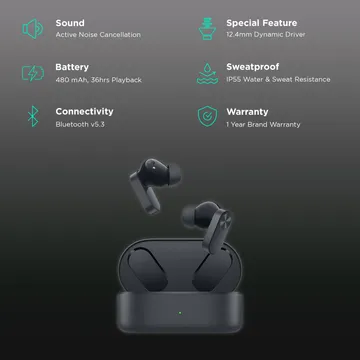 Sound
Active Noise Cancellation
Special Feature
12.4mm Dynamic Driver
Battery
480 mAh, 36hrs Playback
Sweatproof
IP55 Water & Sweat Resistance
Connectivity
Bluetooth v5.3
Warranty
1 Year Brand Warranty